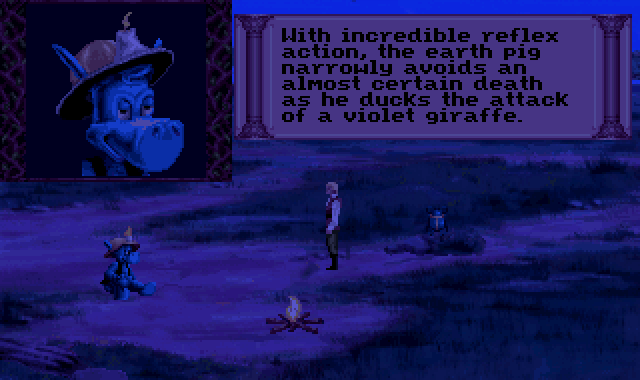 With incredible reflex
action, the earth pig
narrowly avoids an
almost certain death
as he ducks the attack
of a violet giraffe.